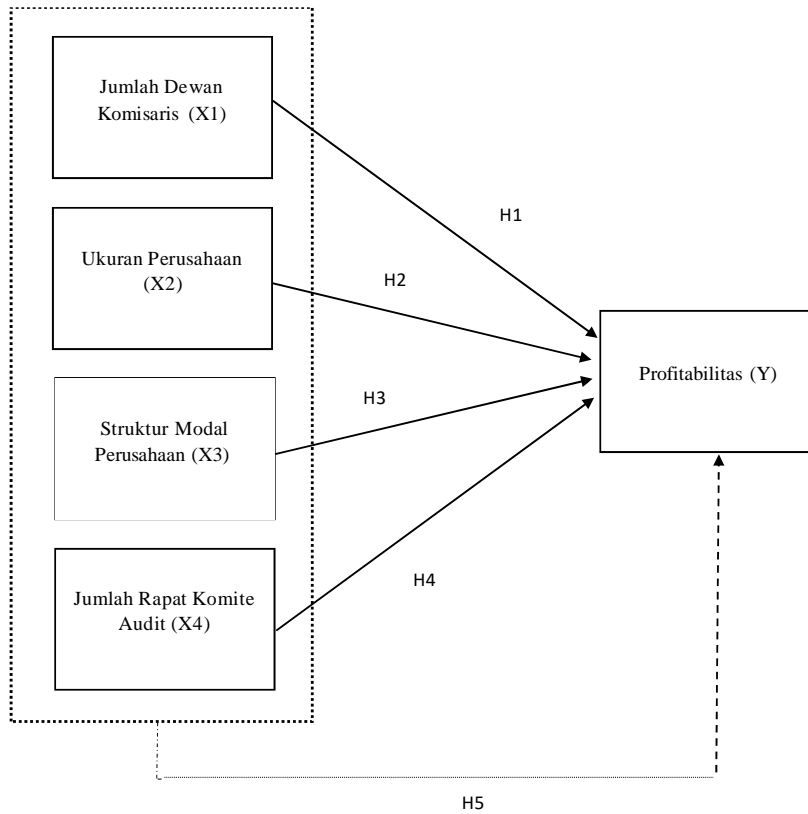 Jumlah Dewan
Komisaris (X1)
H1
Ukuran Perusahaan
(X2)
H2
Profitabilitas (Y)
H3
Struktur Modal
Perusahaan (X3)
H4
Jumlah Rapat Komite
Audit (X4)
H5